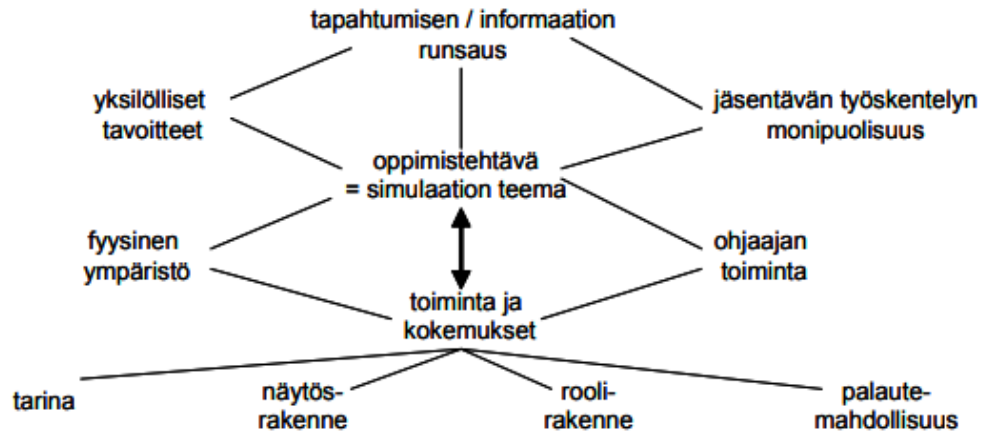 tapahtumisen / informaation
runsaus
yksilölliset
tavoitteet
jäsentävän työskentelyn
monipuolisuus
oppimistehtävä
= simulaation teema
fyysinen
ympäristö
ohjaajan
toiminta
toiminta ja
kokemukset
tarina
näytös-
rakenne
rooli-
rakenne
palaute-
mahdollisuus